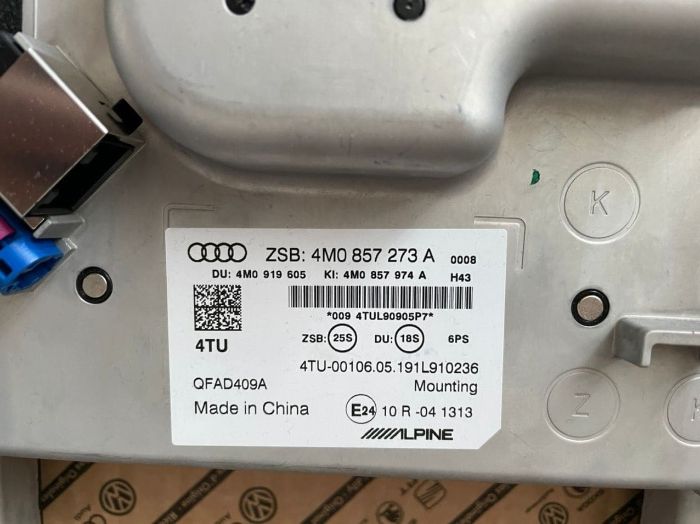 ZSB: 4M0 857 273 A 0008
DU: 4M0 919 605 KI: 4M0 857 974 A H43
*009 4TUL90905P7*
4TU ZSB: 25S DU: 18S 6PS
4TU-00106.05.191L910236
QFAD409A Mounting
Made in China E24 10 R -04 1313
ALPINE
K
Z